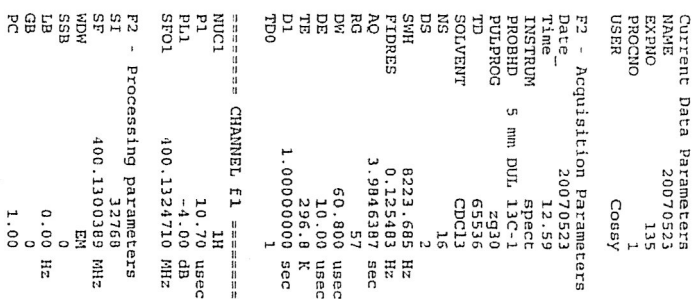 Current Data Parameters
NAME 20070523
EXPNO 135
PROCNO 1
USER Cossy
F2 - Acquisition Parameters
Date_ 20070523
Time 12.59
INSTRUM spect
PROBHD 5 mm DUL 13C-1
PULPROG zg30
TD 65536
SOLVENT CDCl3
NS 16
DS 2
SWH 8223.685 Hz
FIDRES 0.125483 Hz
AQ 3.9846387 sec
RG 57
DW 60.800 usec
DE 10.00 usec
TE 296.8 K
D1 1.00000000 sec
TD0 1
======== CHANNEL f1 ========
NUC1 1H
P1 10.70 usec
PL1 -4.00 dB
SFO1 400.1324710 MHz
F2 - Processing parameters
SI 32768
SF 400.1300389 MHz
WDW EM
SSB 0
LB 0.00 Hz
GB 0
PC 1.00